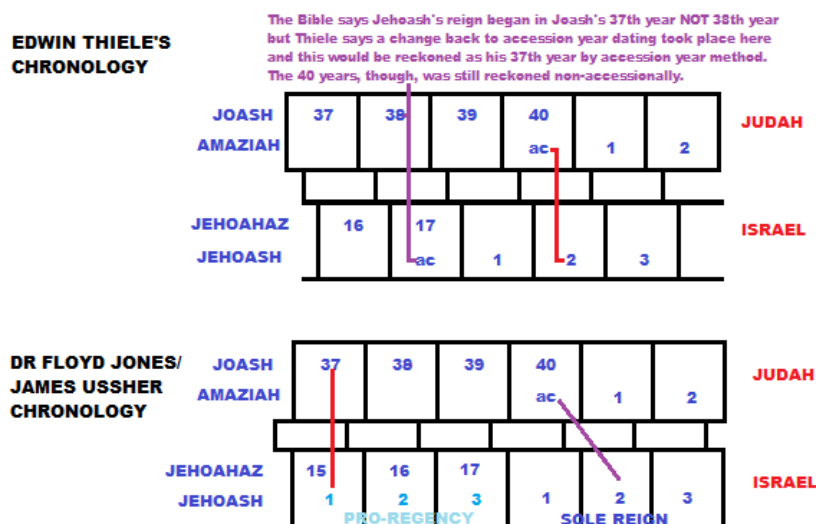 The Bible says Jehoash's reign began in Joash's 37th year NOT 38th year
but Thiele says a change back to accession year dating took place here
and this would be reckoned as his 37th year by accession year method.
The 40 years, though, was still reckoned non-accessionally.
EDWIN THIELE'S
CHRONOLOGY
JOASH 37 38 39 40
AMAZIAH ac 1 2
JUDAH
JEHOAHAZ 16 17
JEHOASH ac 1 2 3
ISRAEL
DR FLOYD JONES/
JAMES USSHER
CHRONOLOGY
JOASH 37 38 39 40
AMAZIAH ac 1 2
JUDAH
JEHOAHAZ 15 16 17
JEHOASH 1 2 3 1 2 3
ISRAEL
PRO-REGENCY SOLE REIGN